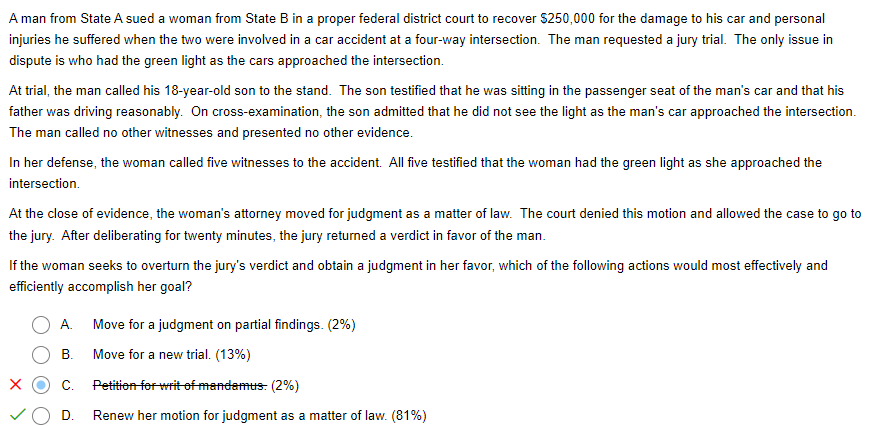 A man from State A sued a woman from State B in a proper federal district court to recover $250,000 for the damage to his car and personal
injuries he suffered when the two were involved in a car accident at a four-way intersection. The man requested a jury trial. The only issue in
dispute is who had the green light as the cars approached the intersection.
At trial, the man called his 18-year-old son to the stand. The son testified that he was sitting in the passenger seat of the man's car and that his
father was driving reasonably. On cross-examination, the son admitted that he did not see the light as the man's car approached the intersection.
The man called no other witnesses and presented no other evidence.
In her defense, the woman called five witnesses to the accident. All five testified that the woman had the green light as she approached the
intersection.
At the close of evidence, the woman's attorney moved for judgment as a matter of law. The court denied this motion and allowed the case to go to
the jury. After deliberating for twenty minutes, the jury returned a verdict in favor of the man.
If the woman seeks to overturn the jury's verdict and obtain a judgment in her favor, which of the following actions would most effectively and
efficiently accomplish her goal?
A. Move for a judgment on partial findings. (2%)
B. Move for a new trial. (13%)
C. Petition for writ of mandamus. (2%)
D. Renew her motion for judgment as a matter of law. (81%)